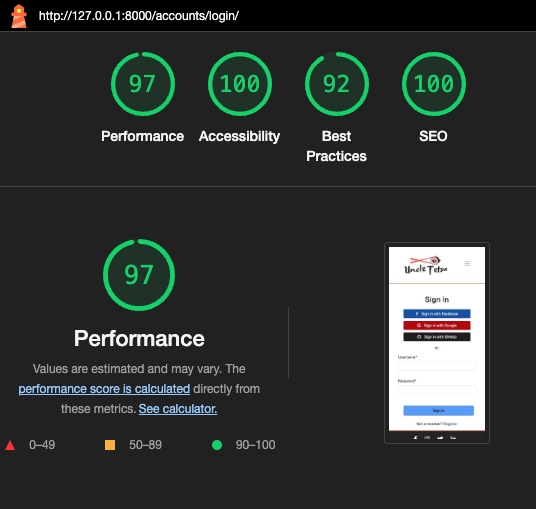 http://127.0.0.1:8000/accounts/login/
97
100
92
100
Performance
Accessibility
Best
Practices
SEO
97
Performance
Values are estimated and may vary. The
performance score is calculated directly from
these metrics. See calculator.
0–49
50–89
90–100
Uncle Tetsu
Sign In
Sign in with Facebook
Sign in with Google
Sign in with GitHub
or
Username*
Password*
Sign In
Not a member? Register